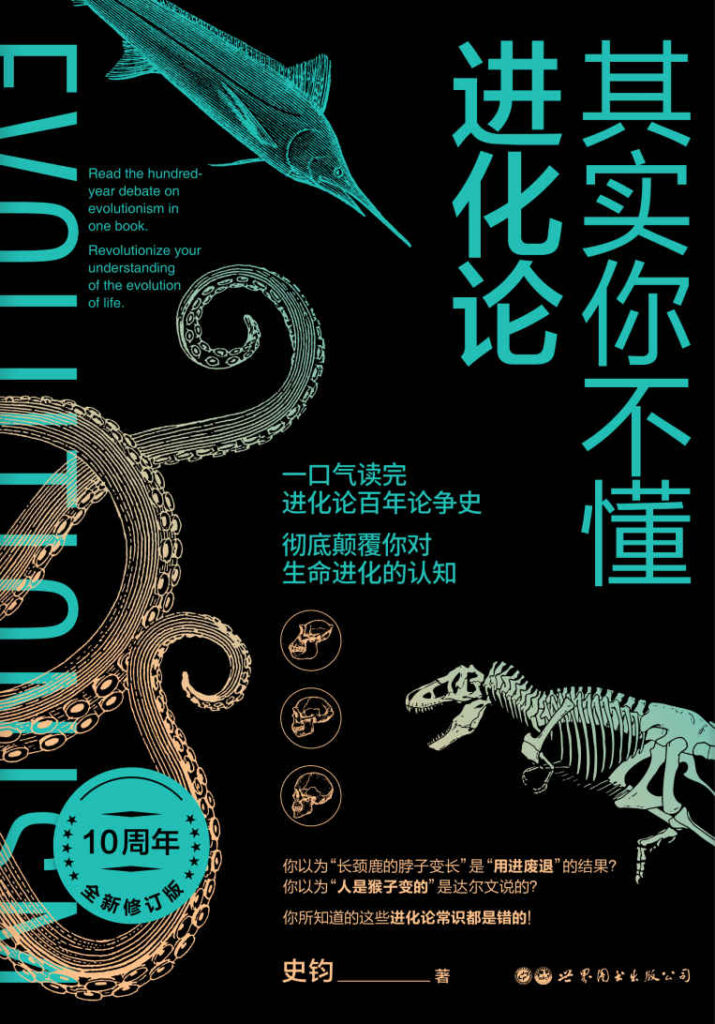 其实你不懂
进化论
EVOLUTIONISM
Read the hundred-
year debate on
evolutionism in
one book.
Revolutionize your
understanding
of the evolution
of life.
一口气读完
进化论百年论争史
彻底颠覆你对
生命进化的认知
10周年
全新修订版
你以为“长颈鹿的脖子变长”是“用进废退”的结果?
你以为“人是猴子变的”是达尔文说的?
你所知道的这些进化论常识都是错的!
史钧 著
世界图书出版公司